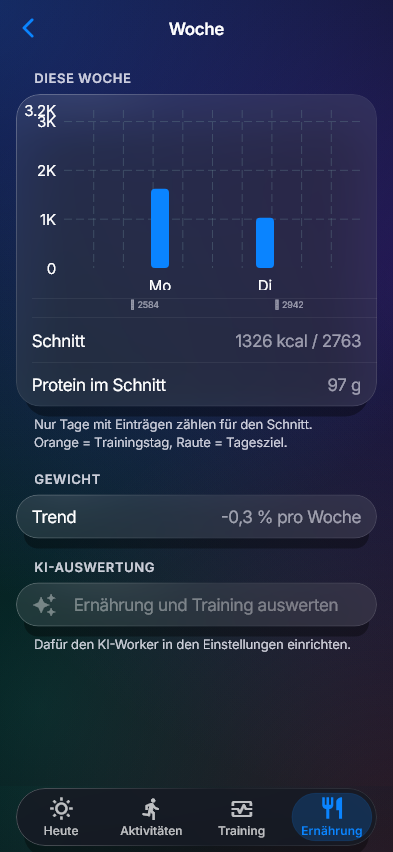 Woche
DIESE WOCHE
3.2K
3K
2K
1K
0
Mo Di
2584 2942
Schnitt 1326 kcal / 2763
Protein im Schnitt 97 g
Nur Tage mit Einträgen zählen für den Schnitt.
Orange = Trainingstag, Raute = Tagesziel.
GEWICHT
Trend -0,3 % pro Woche
KI-AUSWERTUNG
Ernährung und Training auswerten
Dafür den KI-Worker in den Einstellungen einrichten.
Heute Aktivitäten Training Ernährung